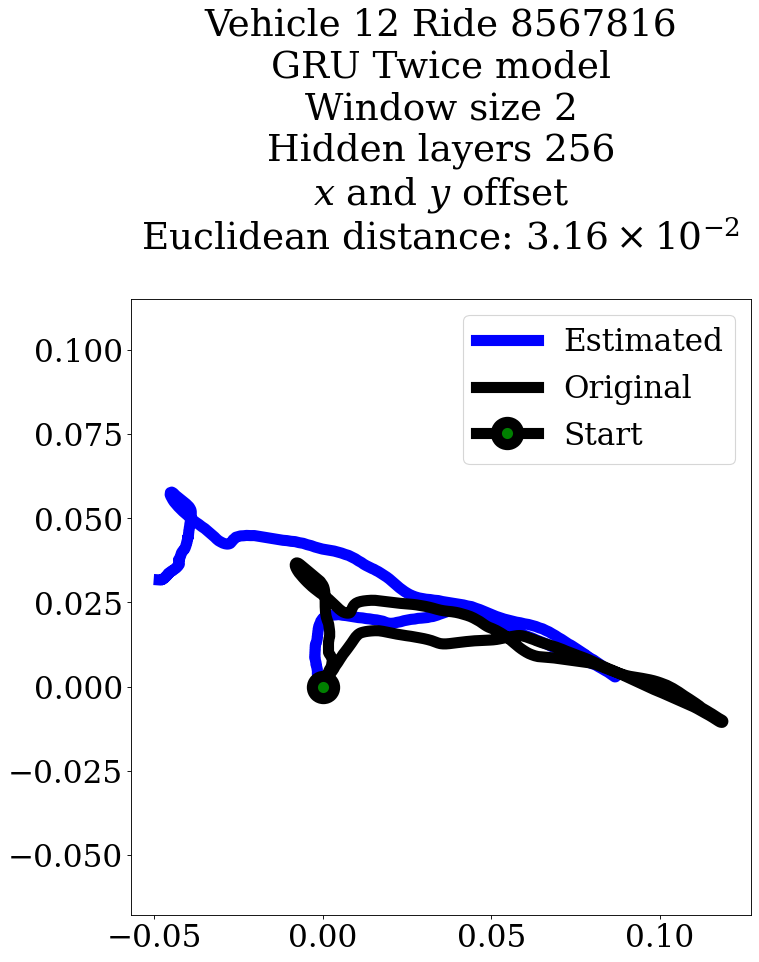 Vehicle 12 Ride 8567816
GRU Twice model
Window size 2
Hidden layers 256
x and y offset
Euclidean distance: 3.16 × 10⁻²
Estimated
Original
Start
0.100
0.075
0.050
0.025
0.000
−0.025
−0.050
−0.05 0.00 0.05 0.10